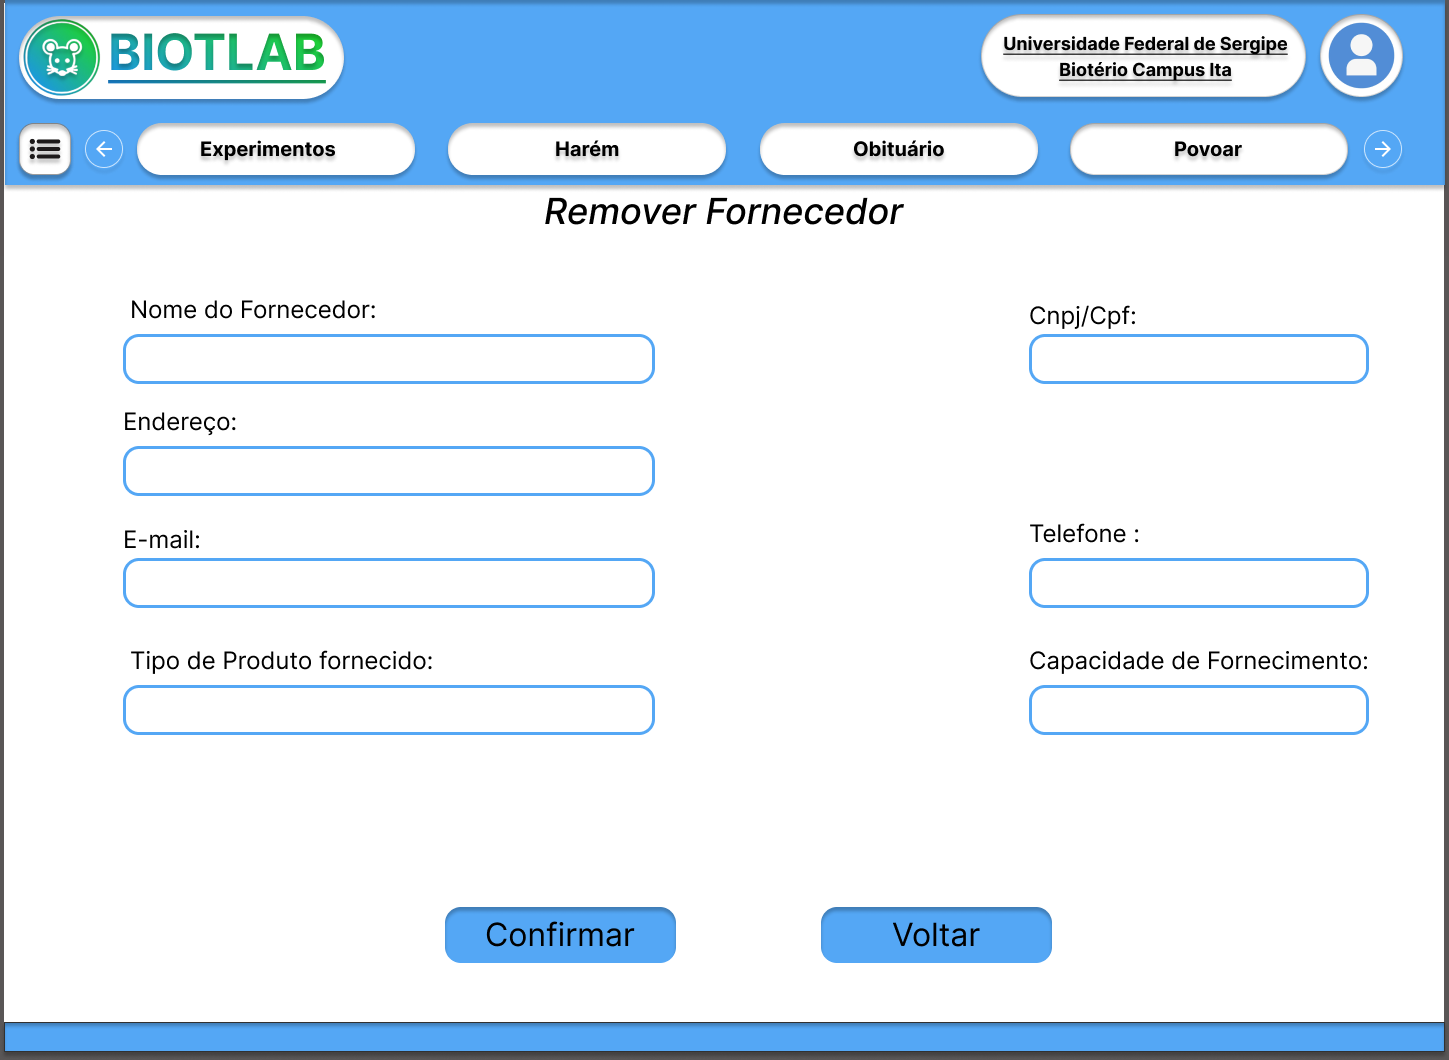 BIOTLAB
Universidade Federal de Sergipe
Biotério Campus Ita
Experimentos
Harém
Obituário
Povoar
Remover Fornecedor
Nome do Fornecedor:
Cnpj/Cpf:
Endereço:
E-mail:
Telefone :
Tipo de Produto fornecido:
Capacidade de Fornecimento:
Confirmar
Voltar